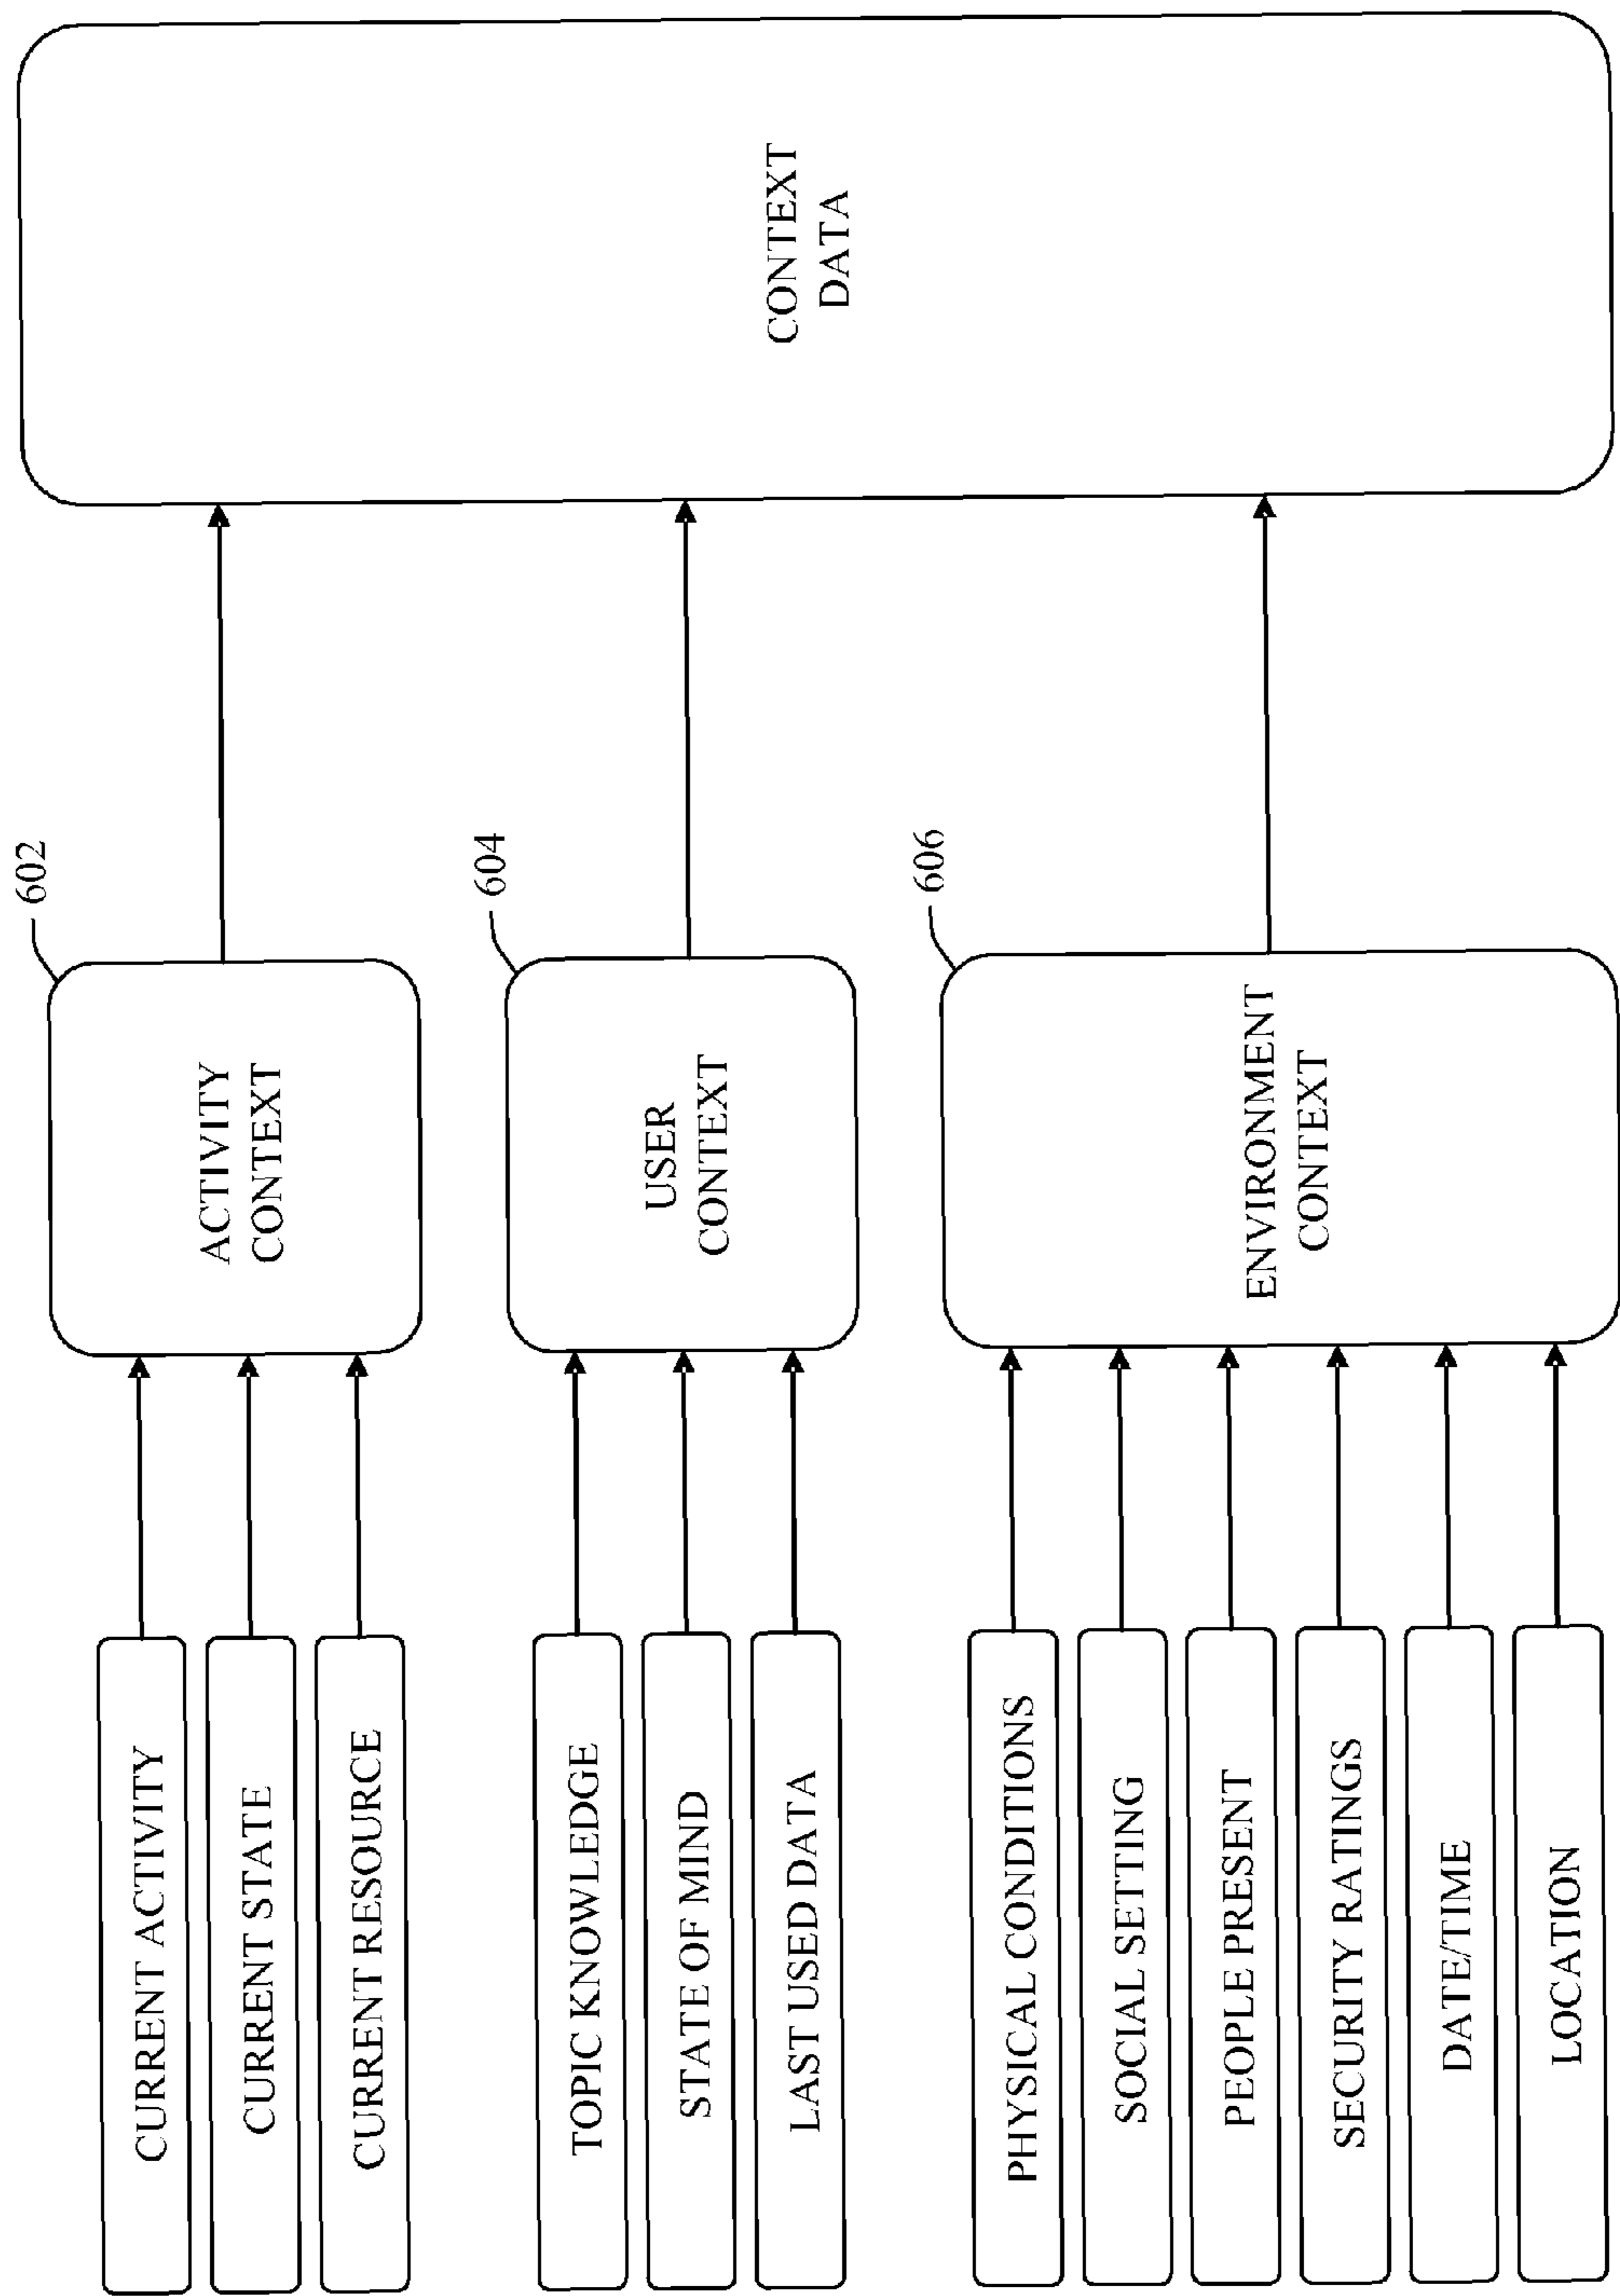 CURRENT ACTIVITY
CURRENT STATE
CURRENT RESOURCE
602
ACTIVITY
CONTEXT
TOPIC KNOWLEDGE
STATE OF MIND
LAST USED DATA
604
USER
CONTEXT
PHYSICAL CONDITIONS
SOCIAL SETTING
PEOPLE PRESENT
SECURITY RATINGS
DATE/TIME
LOCATION
606
ENVIRONMENT
CONTEXT
CONTEXT
DATA